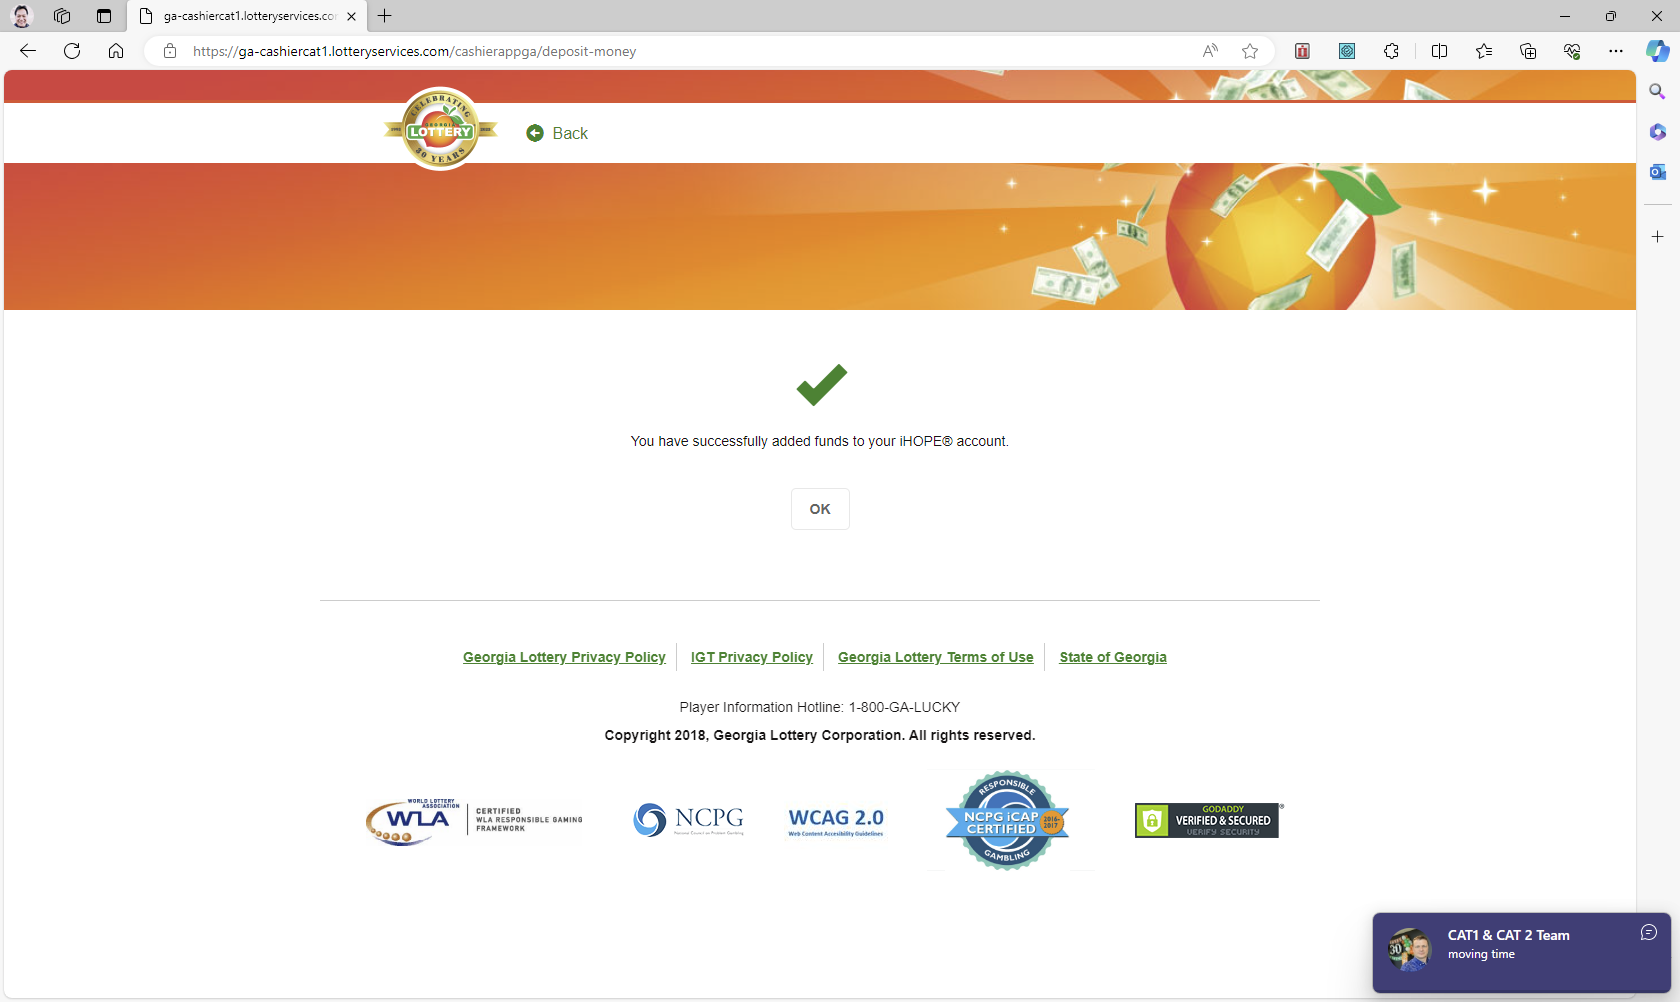 ga-cashiercat1.lotteryservices.co
https://ga-cashiercat1.lotteryservices.com/cashierappga/deposit-money
CELEBRATING
GEORGIA
LOTTERY
30 YEARS
Back
You have successfully added funds to your iHOPE® account.
OK
Georgia Lottery Privacy Policy
IGT Privacy Policy
Georgia Lottery Terms of Use
State of Georgia
Player Information Hotline: 1-800-GA-LUCKY
Copyright 2018, Georgia Lottery Corporation. All rights reserved.
WORLD LOTTERY
ASSOCIATION
WLA
CERTIFIED
WLA RESPONSIBLE GAMING
FRAMEWORK
NCPG
National Council on Problem Gambling
WCAG 2.0
Web Content Accesibility Guidelines
RESPONSIBLE
NCPG iCAP
CERTIFIED
2016-
2017
GAMBLING
GODADDY
VERIFIED & SECURED
VERIFY SECURITY
CAT1 & CAT 2 Team
moving time
30